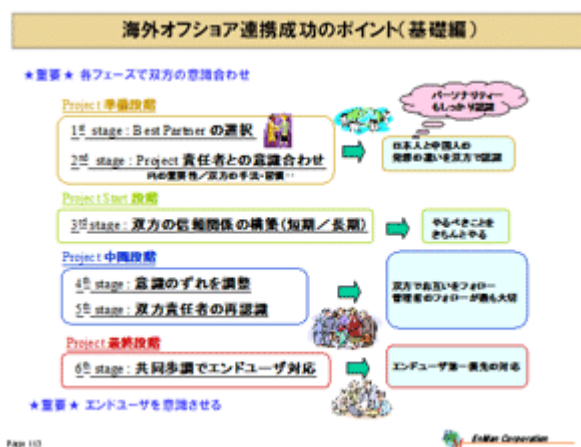 海外オフショア連携成功のポイント(基礎編)
★重要★ 各フェーズで双方の意識合わせ
パーソナリティー
もしっかり認識
Project 準備段階
1st stage : Best Partner の選択
2nd stage : Project 責任者との意識合わせ
日本人と中国人の
発想の違いを双方で認識
Project Start 段階
3rd stage : 双方の信頼関係の構築(短期／長期)
やるべきことを
きちんとやる
Project 中間段階
4th stage : 意識のずれを調整
5th stage : 双方責任者の再認識
双方でお互いをフォロー
管理者のフォローが最も大切
Project 最終段階
6th stage : 共同歩調でエンドユーザ対応
エンドユーザ第一優先の対応
★重要★ エンドユーザを意識させる
Corporation